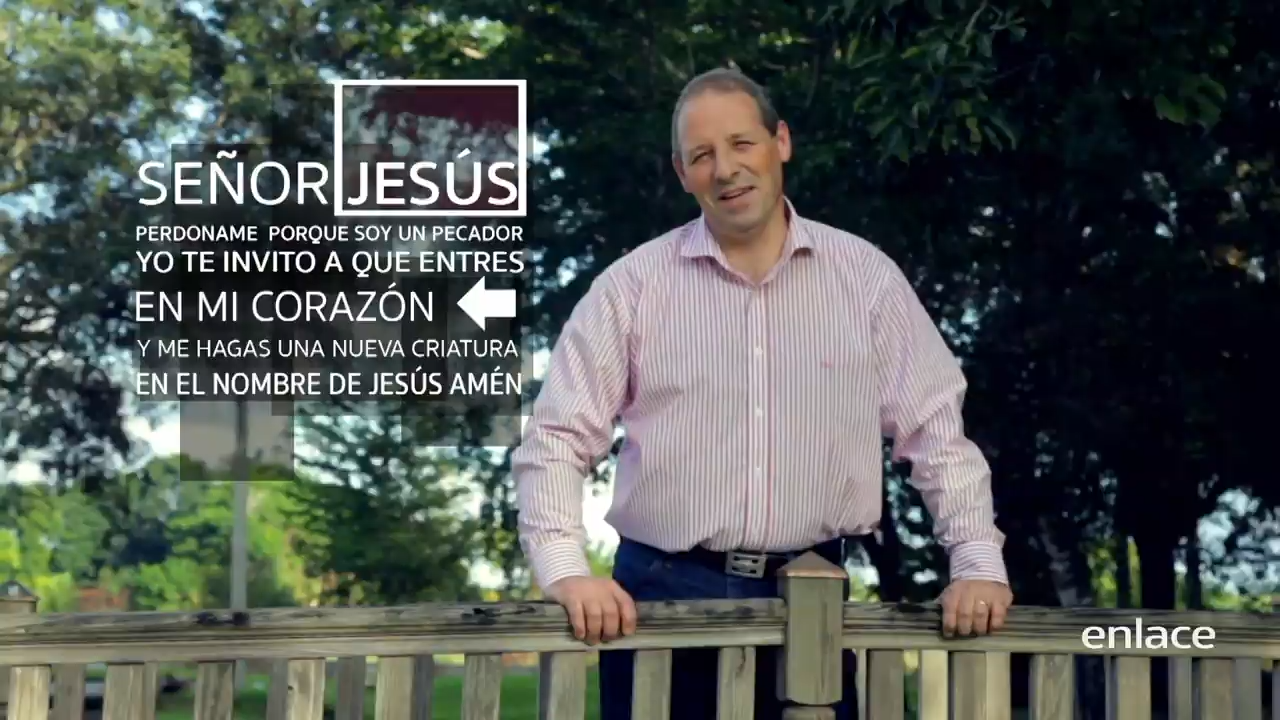 SEÑOR JESÚS
PERDONAME PORQUE SOY UN PECADOR
YO TE INVITO A QUE ENTRES
EN MI CORAZÓN
Y ME HAGAS UNA NUEVA CRIATURA
EN EL NOMBRE DE JESÚS AMÉN
enlace